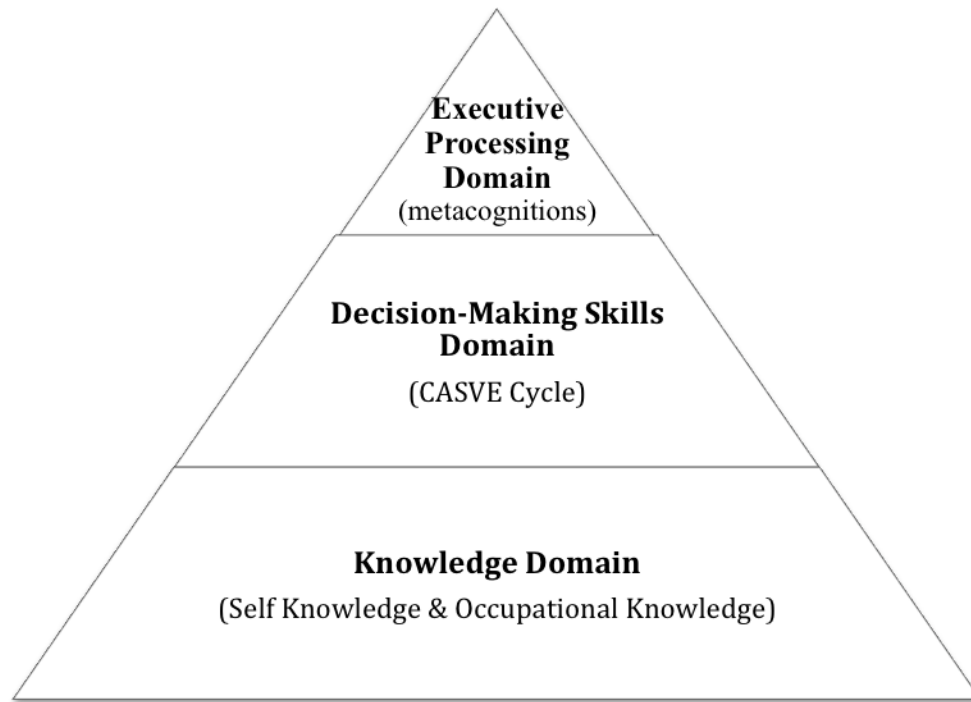 Executive
Processing
Domain
(metacognitions)
Decision-Making Skills
Domain
(CASVE Cycle)
Knowledge Domain
(Self Knowledge & Occupational Knowledge)